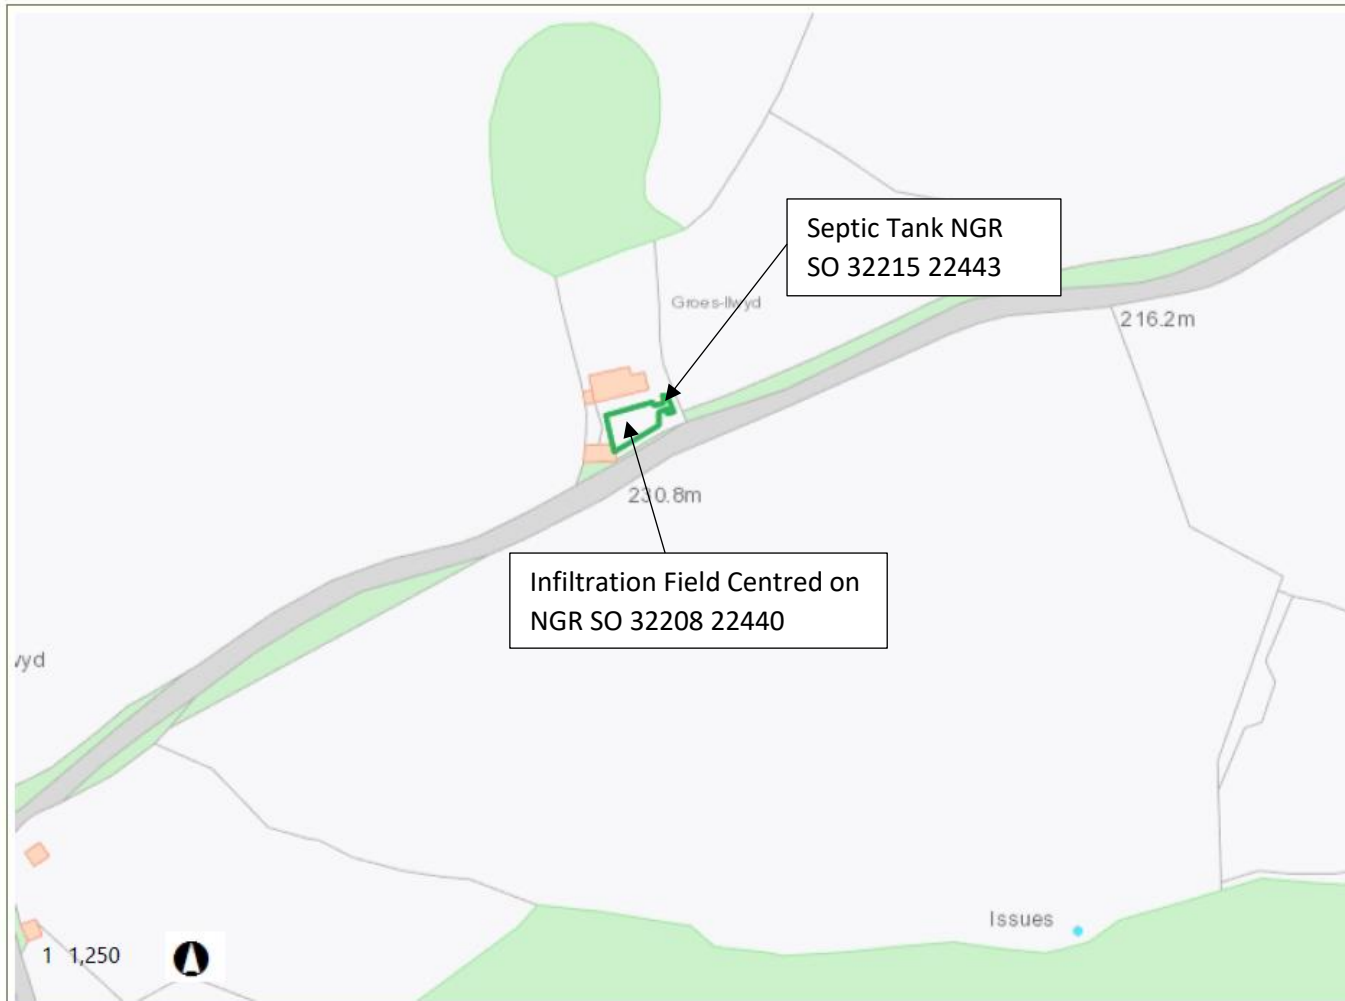 Septic Tank NGR
SO 32215 22443
Groes-llwyd
216.2m
230.8m
Infiltration Field Centred on
NGR SO 32208 22440
Issues
1 1,250